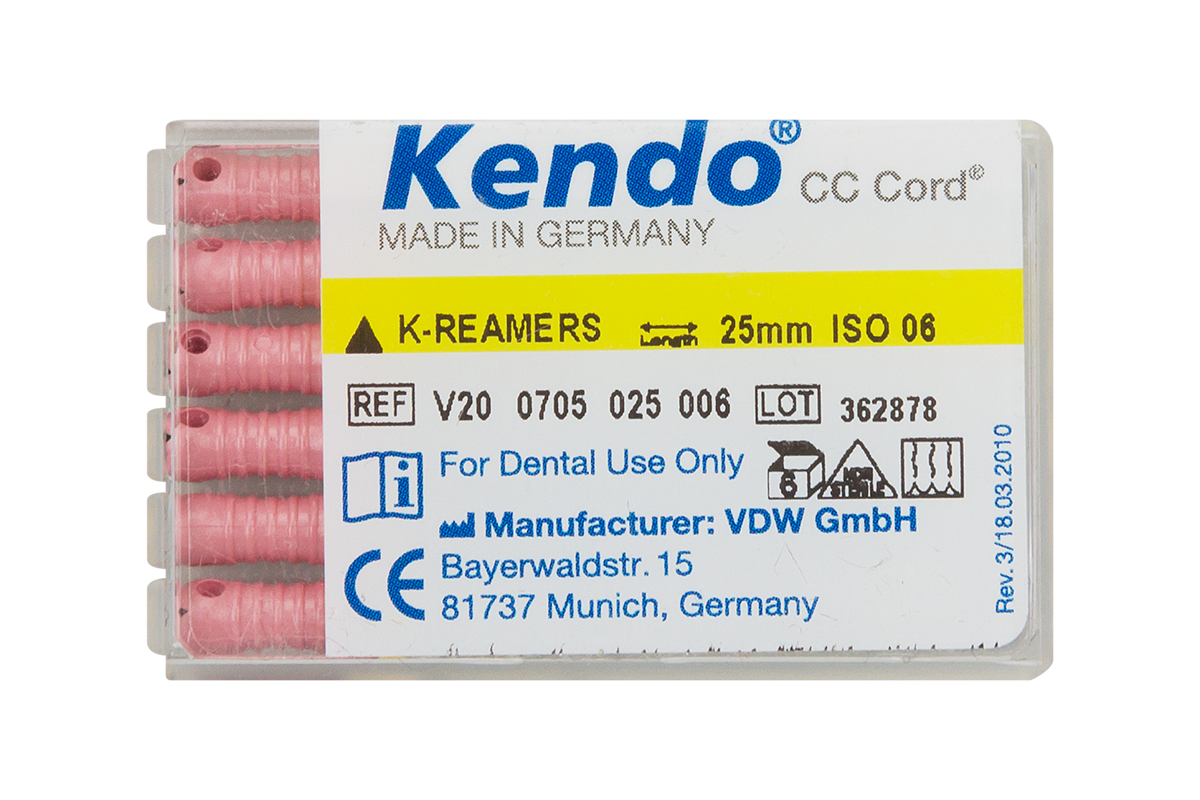 Kendo®
CC Cord®
MADE IN GERMANY
K-REAMERS Length 25mm ISO 06
REF V20 0705 025 006 LOT 362878
i For Dental Use Only
6 NON STERILE
Manufacturer: VDW GmbH
CE Bayerwaldstr. 15
81737 Munich, Germany
Rev. 3/18.03.2010